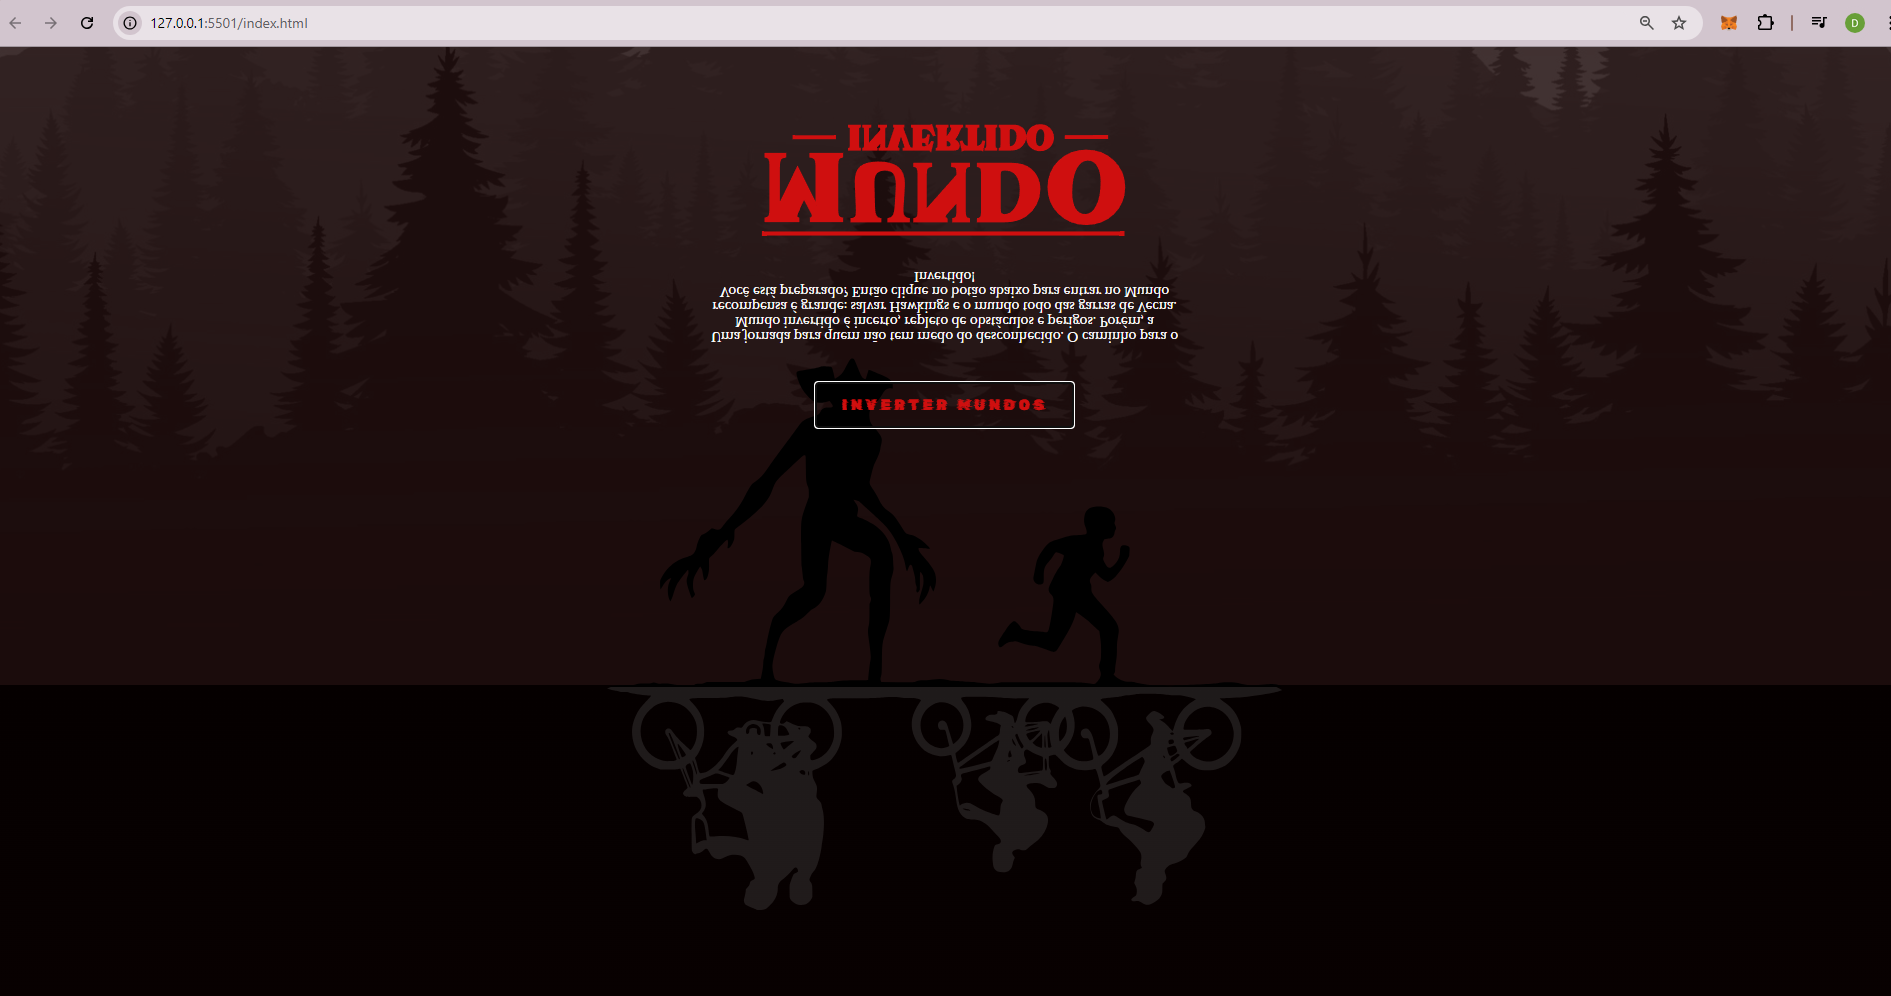 127.0.0.1:5501/index.html
D
MUNDO
INVERTIDO
Uma jornada para quem não tem medo do desconhecido. O caminho para o
Mundo invertido é incerto, repleto de obstáculos e perigos. Porém, a
recompensa é grande: salvar Hawkings e o mundo todo das garras de Vecna.
Você está preparado? Então clique no botão abaixo para entrar no Mundo
Invertido!
INVERTER MUNDOS